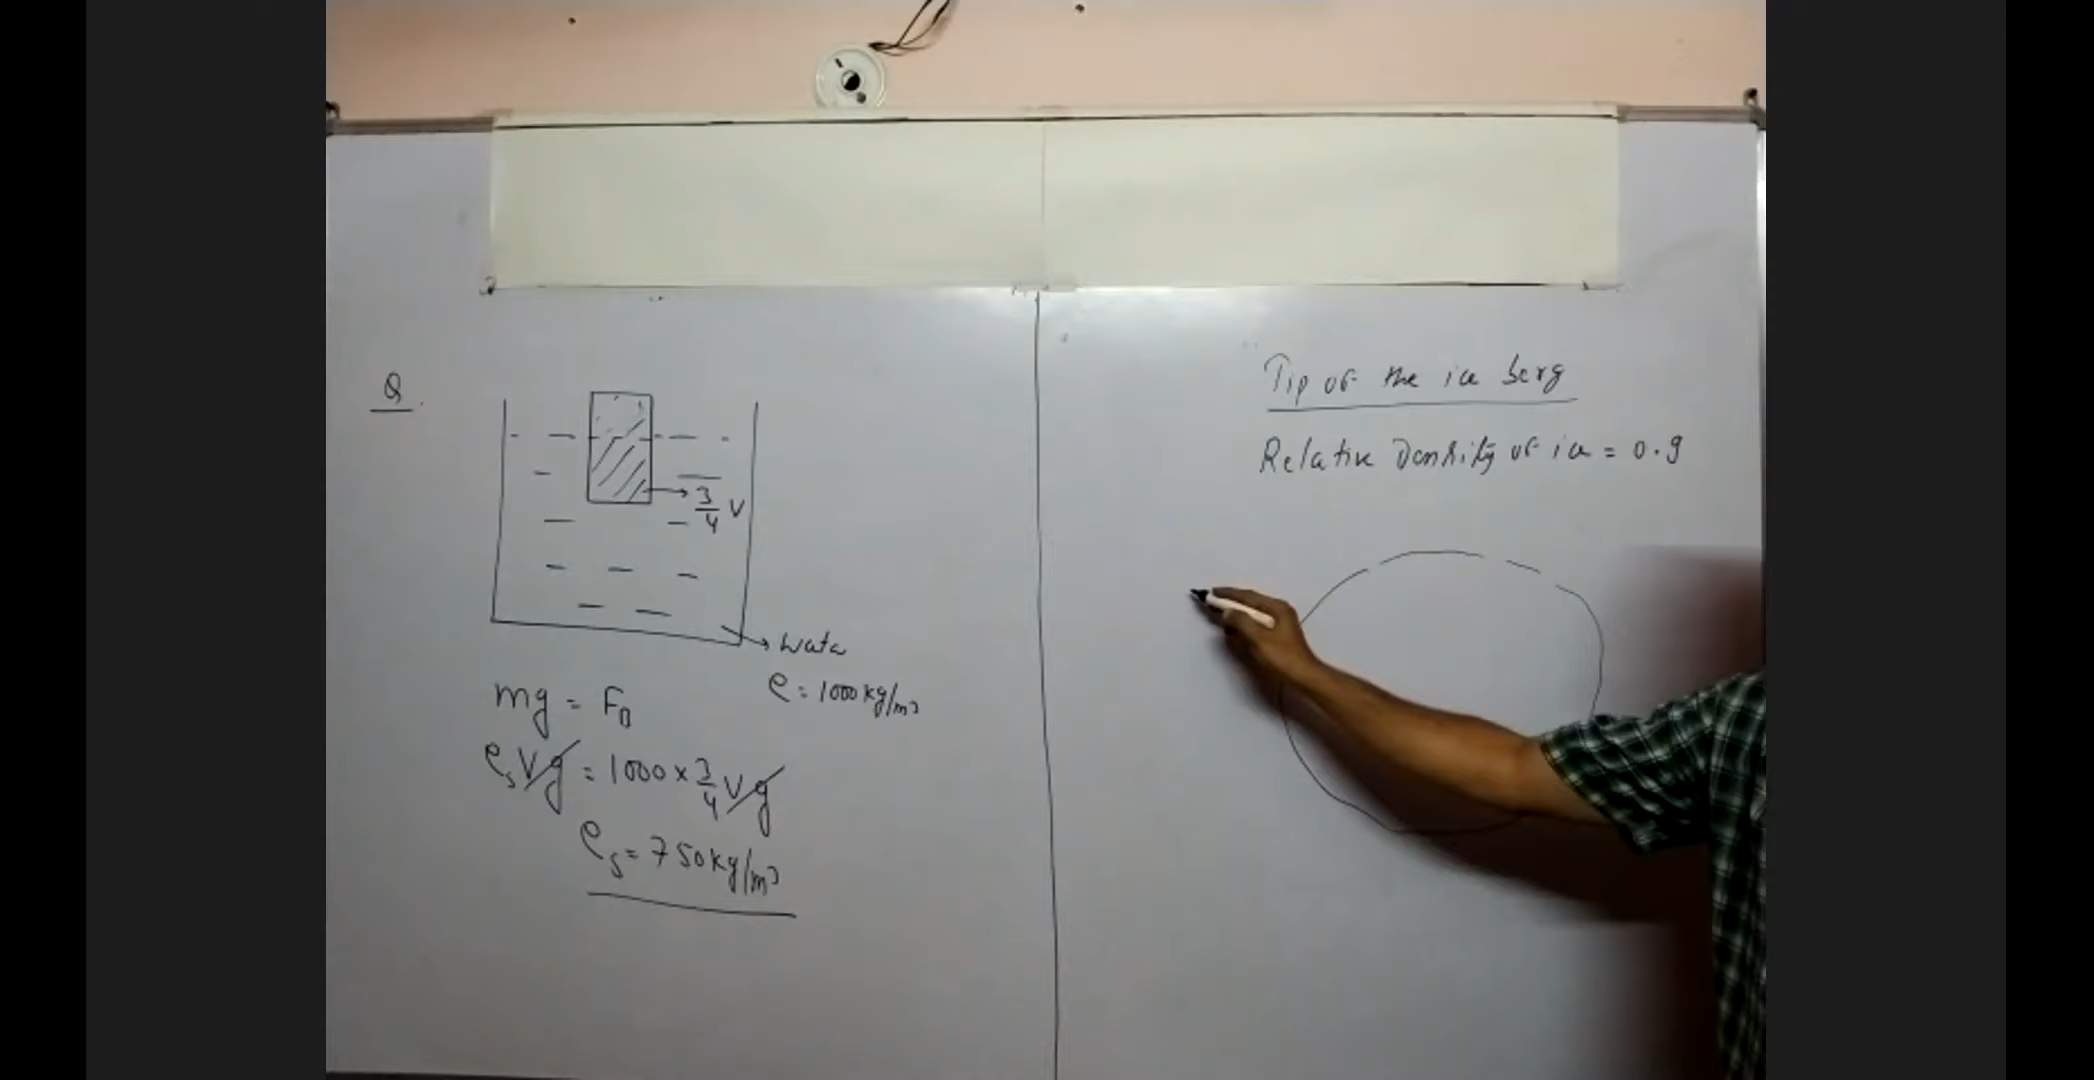 Q.
3/4 V
water
ρ = 1000 kg/m³
mg = F_B
ρ_s V g = 1000 × 3/4 V g
ρ_s = 750 kg/m³
Tip of the ice berg
Relative Density of ice = 0.9